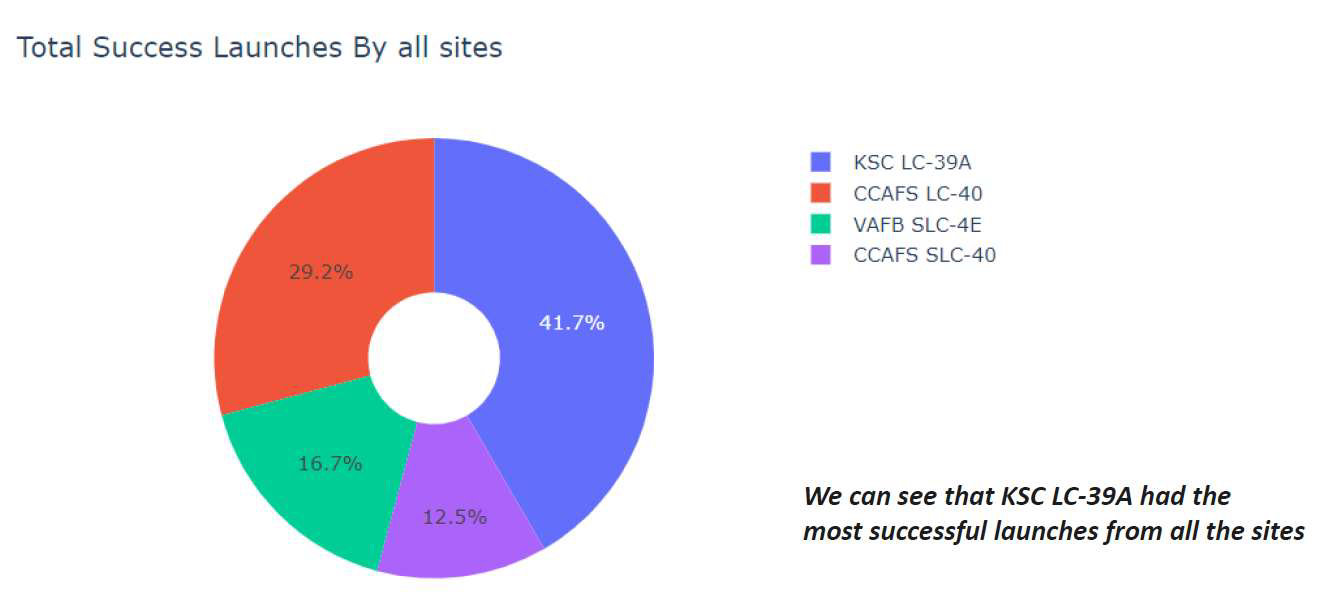 Total Success Launches By all sites
KSC LC-39A
CCAFS LC-40
VAFB SLC-4E
CCAFS SLC-40
29.2%
41.7%
16.7%
12.5%
We can see that KSC LC-39A had the
most successful launches from all the sites